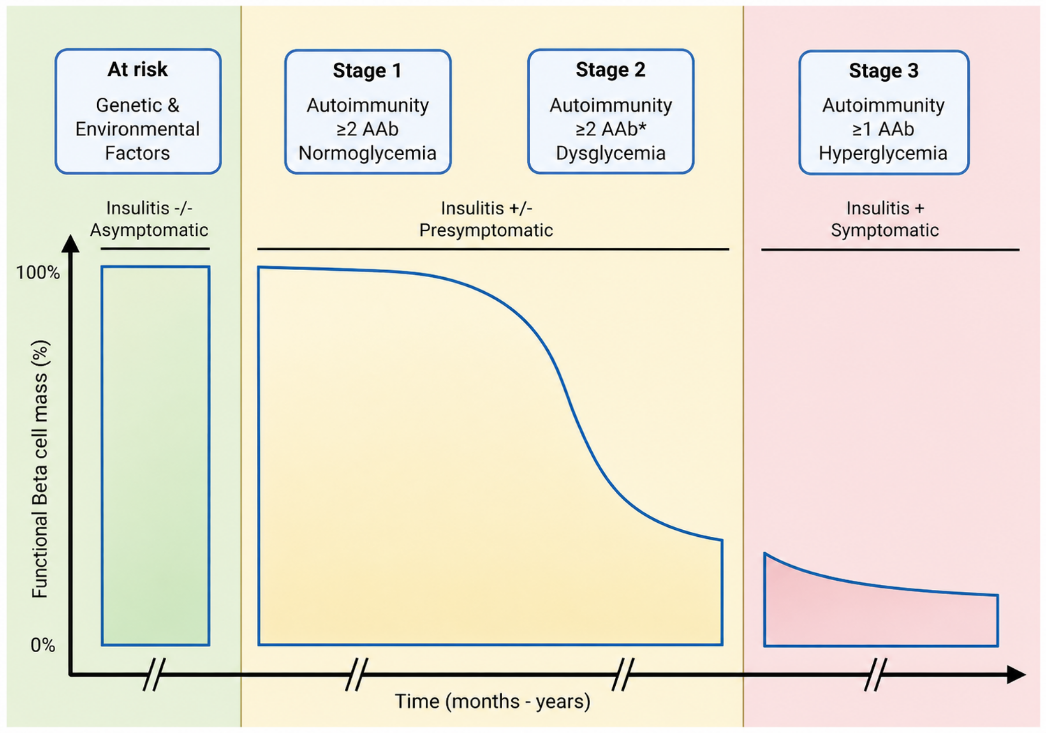 At risk
Genetic &
Environmental
Factors
Stage 1
Autoimmunity
≥2 AAb
Normoglycemia
Stage 2
Autoimmunity
≥2 AAb*
Dysglycemia
Stage 3
Autoimmunity
≥1 AAb
Hyperglycemia
Insulitis -/-
Asymptomatic
Insulitis +/-
Presymptomatic
Insulitis +
Symptomatic
100%
Functional Beta cell mass (%)
0%
Time (months - years)